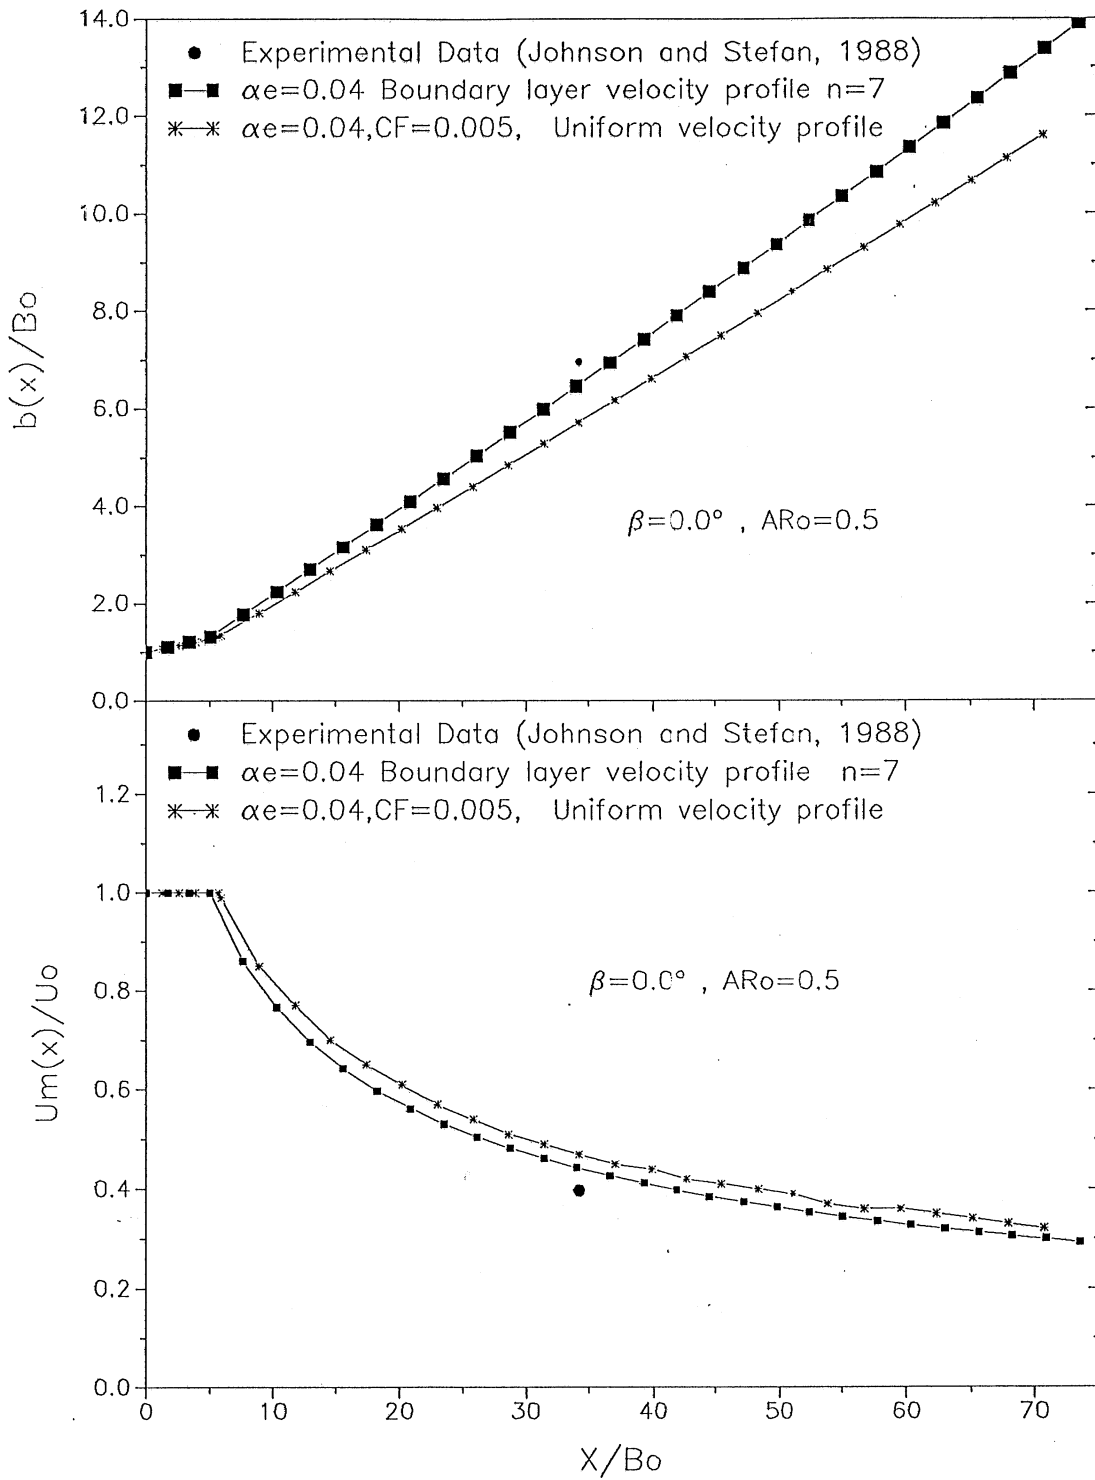 14.0
12.0
10.0
8.0
6.0
4.0
2.0
0.0
b(x)/Bo
Experimental Data (Johnson and Stefan, 1988)
αe=0.04 Boundary layer velocity profile n=7
αe=0.04,CF=0.005, Uniform velocity profile
β=0.0° , ARo=0.5
Experimental Data (Johnson and Stefan, 1988)
αe=0.04 Boundary layer velocity profile n=7
αe=0.04,CF=0.005, Uniform velocity profile
1.2
1.0
0.8
0.6
0.4
0.2
0.0
Um(x)/Uo
β=0.0° , ARo=0.5
0 10 20 30 40 50 60 70
X/Bo